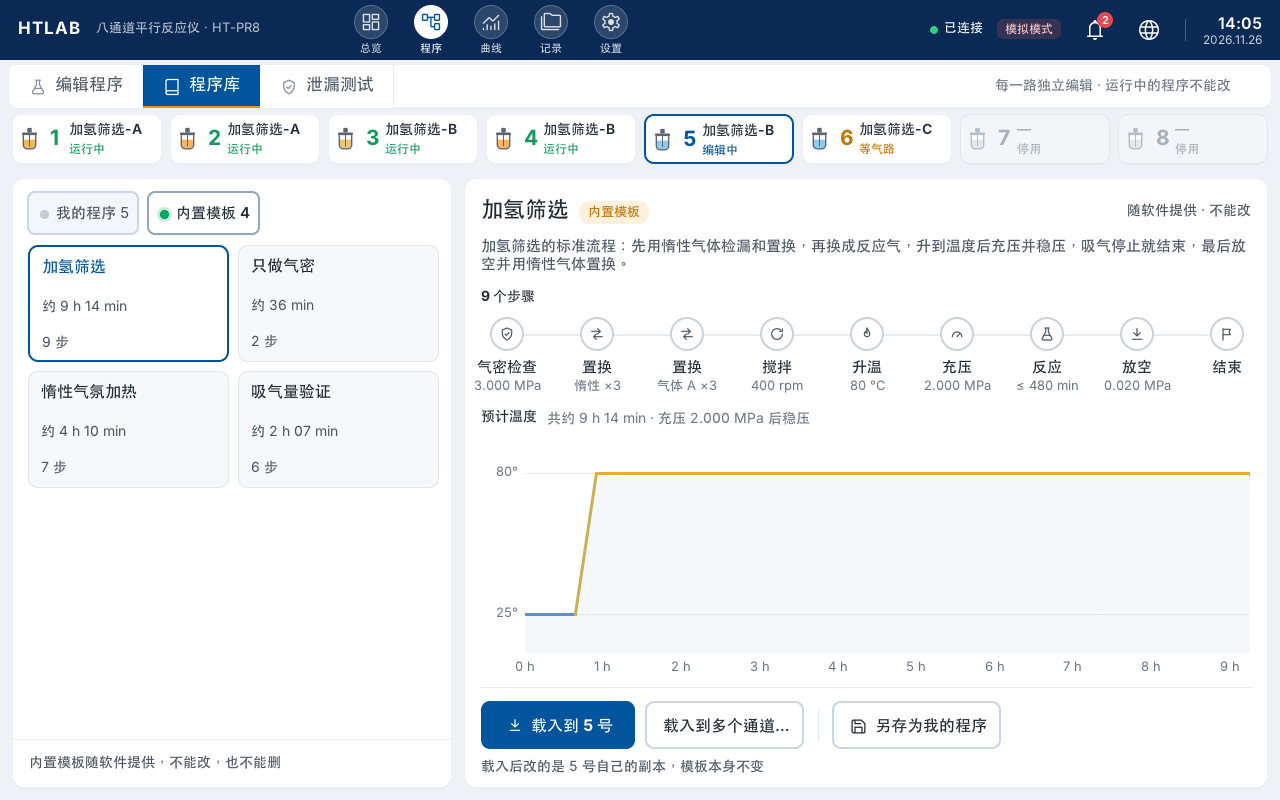 HTLAB 八通道平行反应仪 · HT-PR8
总览 程序 曲线 记录 设置
已连接 模拟模式 2 14:05
2026.11.26
编辑程序 程序库 泄漏测试 每一路独立编辑 · 运行中的程序不能改
1 加氢筛选-A 运行中
2 加氢筛选-A 运行中
3 加氢筛选-B 运行中
4 加氢筛选-B 运行中
5 加氢筛选-B 编辑中
6 加氢筛选-C 等气路
7 — 停用
8 — 停用
我的程序 5 内置模板 4
加氢筛选
约 9 h 14 min
9 步
只做气密
约 36 min
2 步
惰性气氛加热
约 4 h 10 min
7 步
吸气量验证
约 2 h 07 min
6 步
内置模板随软件提供，不能改，也不能删
加氢筛选 内置模板 随软件提供 · 不能改
加氢筛选的标准流程：先用惰性气体检漏和置换，再换成反应气，升到温度后充压并稳压，吸气停止就结束，最后放
空并用惰性气体置换。
9 个步骤
气密检查 置换 置换 搅拌 升温 充压 反应 放空 结束
3.000 MPa 惰性 ×3 气体 A ×3 400 rpm 80 °C 2.000 MPa ≤ 480 min 0.020 MPa
预计温度 共约 9 h 14 min · 充压 2.000 MPa 后稳压
80°
25°
0 h 1 h 2 h 3 h 4 h 5 h 6 h 7 h 8 h 9 h
载入到 5 号 载入到多个通道... 另存为我的程序
载入后改的是 5 号自己的副本，模板本身不变